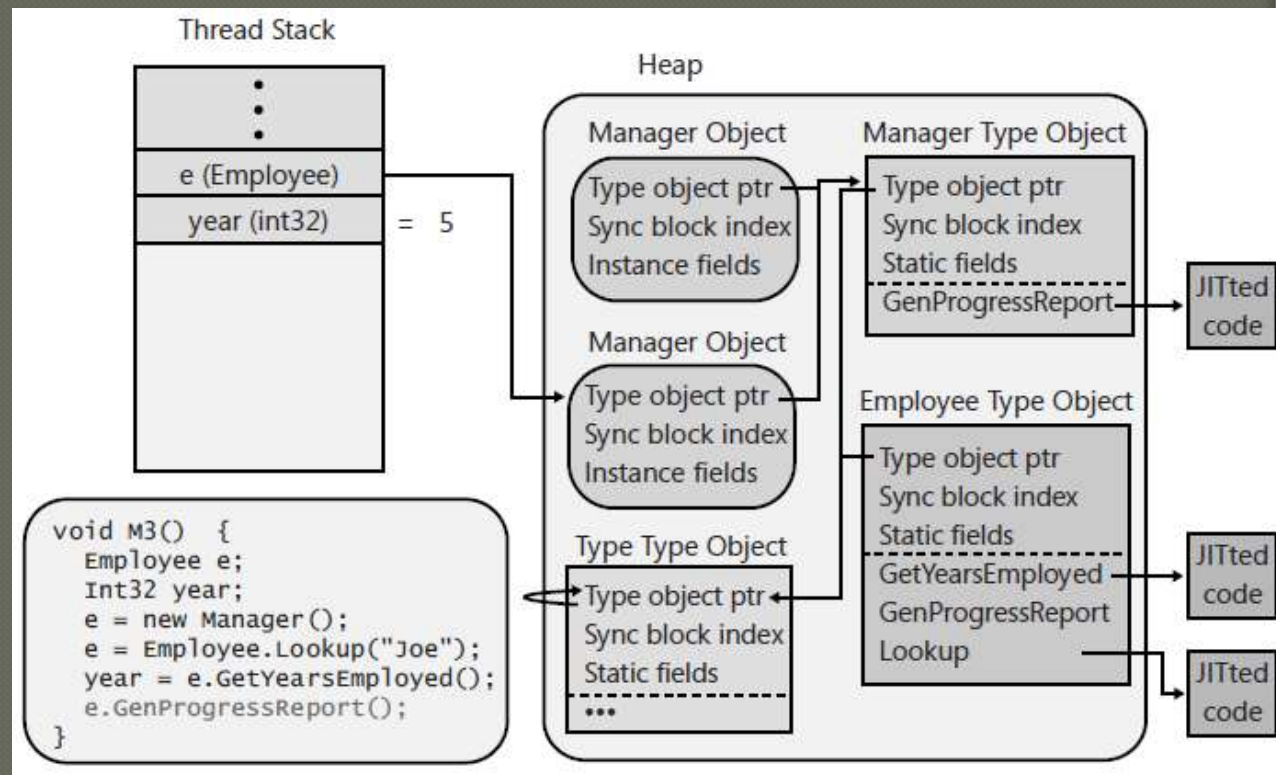 Thread Stack
e (Employee)
year (int32)
= 5
Heap
Manager Object
Type object ptr
Sync block index
Instance fields
Manager Object
Type object ptr
Sync block index
Instance fields
Type Type Object
Type object ptr
Sync block index
Static fields
•••
Manager Type Object
Type object ptr
Sync block index
Static fields
GenProgressReport
JITted
code
Employee Type Object
Type object ptr
Sync block index
Static fields
GetYearsEmployed
GenProgressReport
Lookup
JITted
code
JITted
code
void M3() {
Employee e;
Int32 year;
e = new Manager();
e = Employee.Lookup("Joe");
year = e.GetYearsEmployed();
e.GenProgressReport();
}